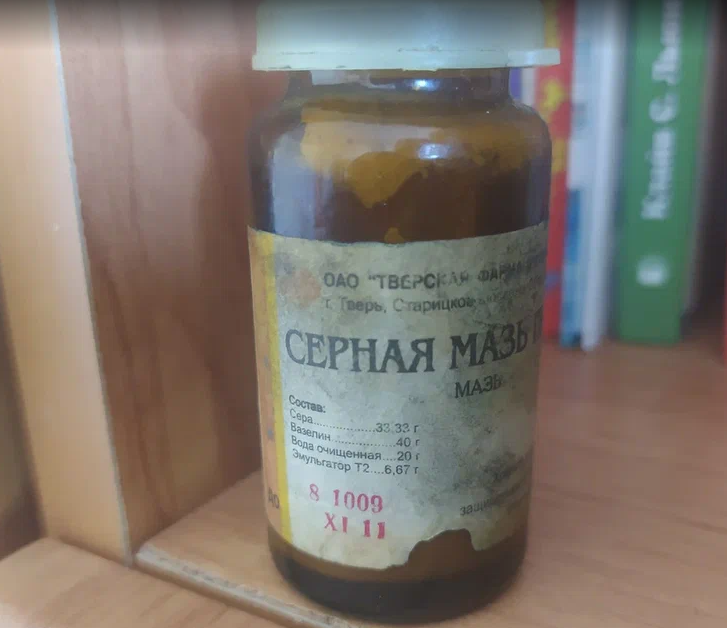 ОАО "ТВЕРСКАЯ
г. Тверь,
СЕРНАЯ МАЗЬ
МАЗЬ
Состав:
Сера....................33,33 г
Вазелин...............40 г
Вода очищенная....20 г
Эмульгатор Т2....6,67 г
8 1009
XI 11
Кляйн С.